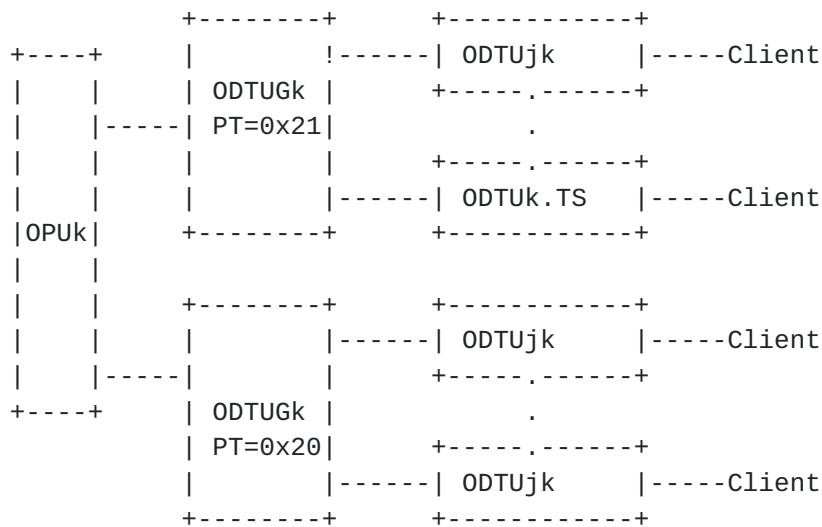 ODTUjk Client
ODTUGk
PT=0x21
ODTUk.TS Client
OPUk
ODTUjk Client
ODTUGk
PT=0x20
ODTUjk Client